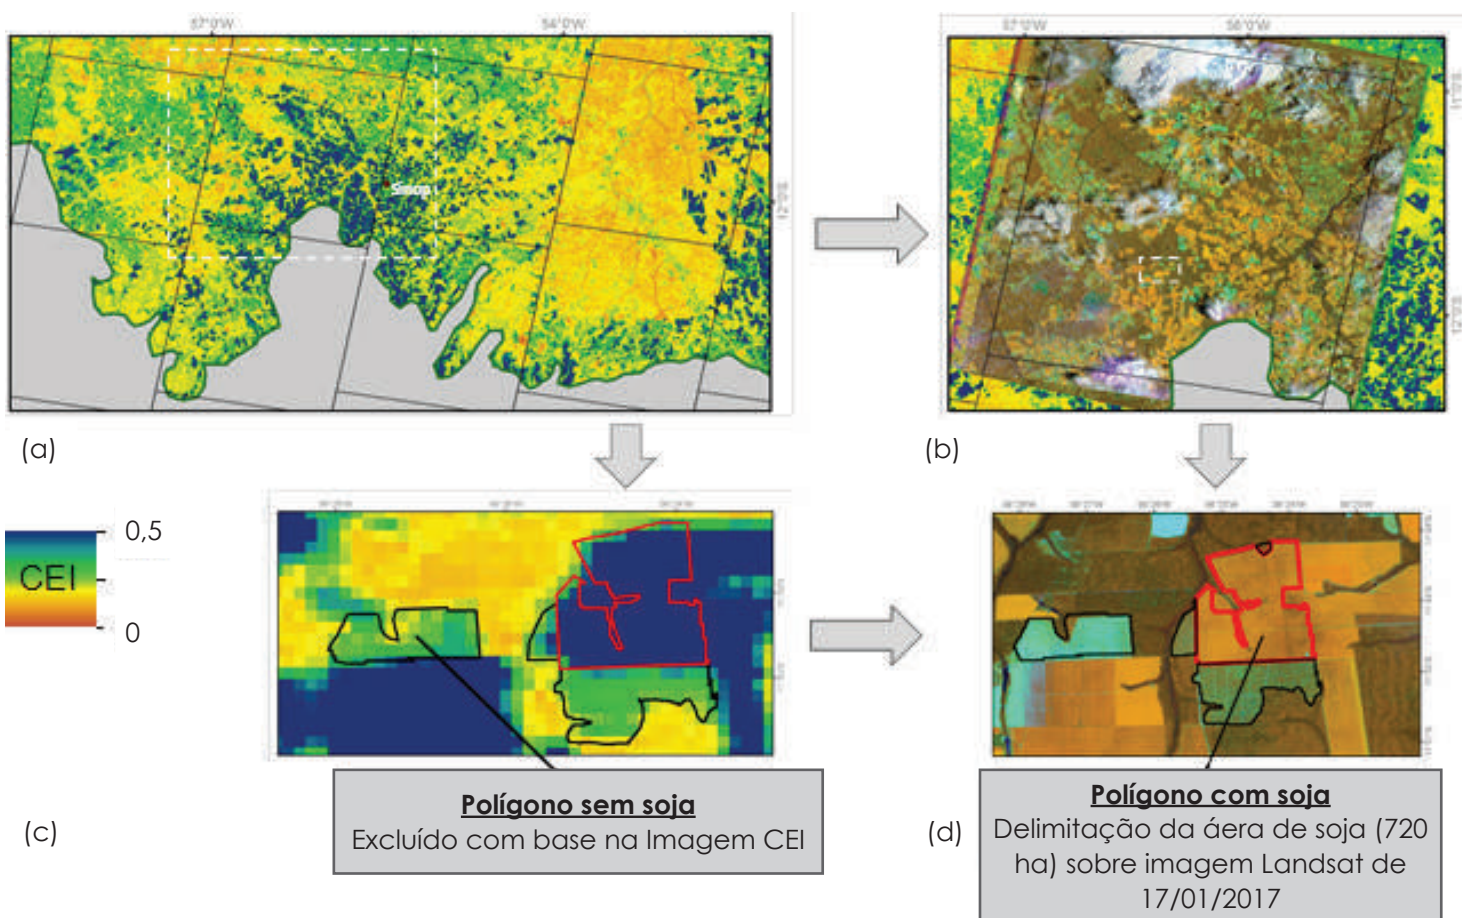 57°0'W 54°0'W
57°0'W 56°0'W
11°0'S
Sinop
12°0'S
12°0'S
(a)
(b)
0,5
CEI
0
Polígono sem soja
Excluído com base na Imagem CEI
(c)
Polígono com soja
Delimitação da áera de soja (720
ha) sobre imagem Landsat de
17/01/2017
(d)